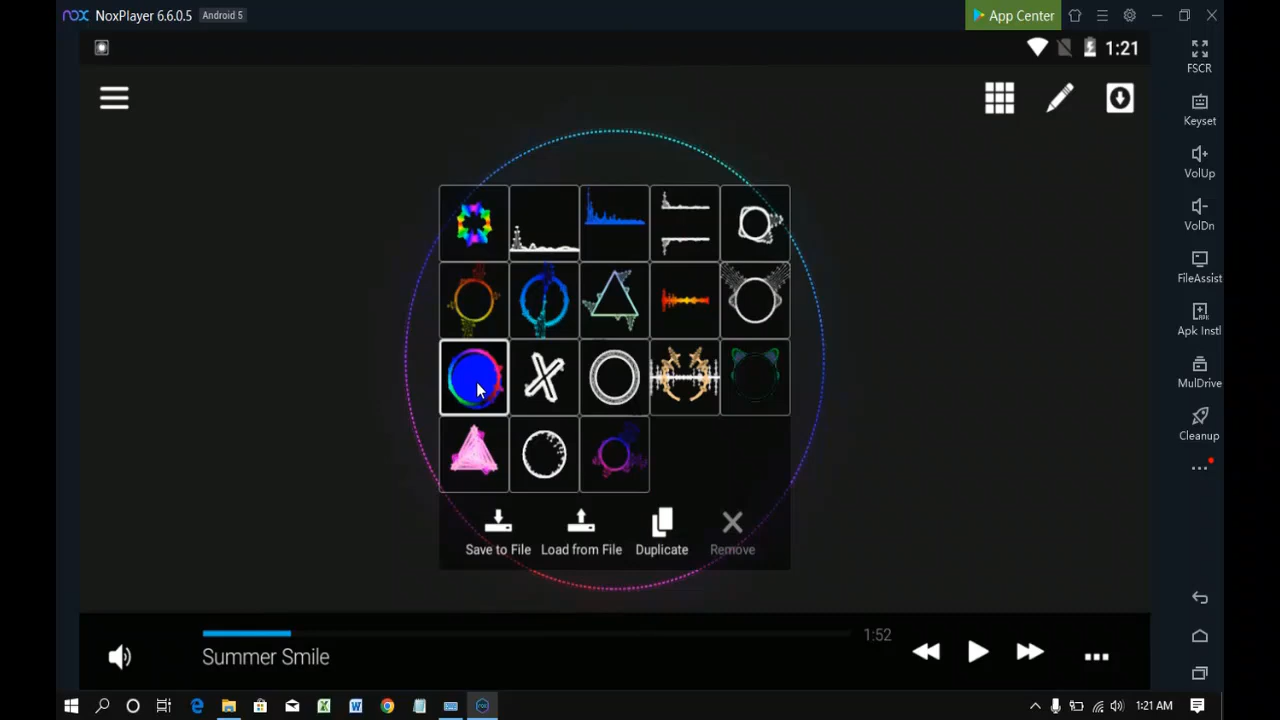 nox NoxPlayer 6.6.0.5 Android 5
App Center
1:21
FSCR
Keyset
VolUp
VolDn
FileAssist
Apk Instl
MulDrive
Cleanup
Save to File Load from File Duplicate Remove
1:52
Summer Smile
1:21 AM